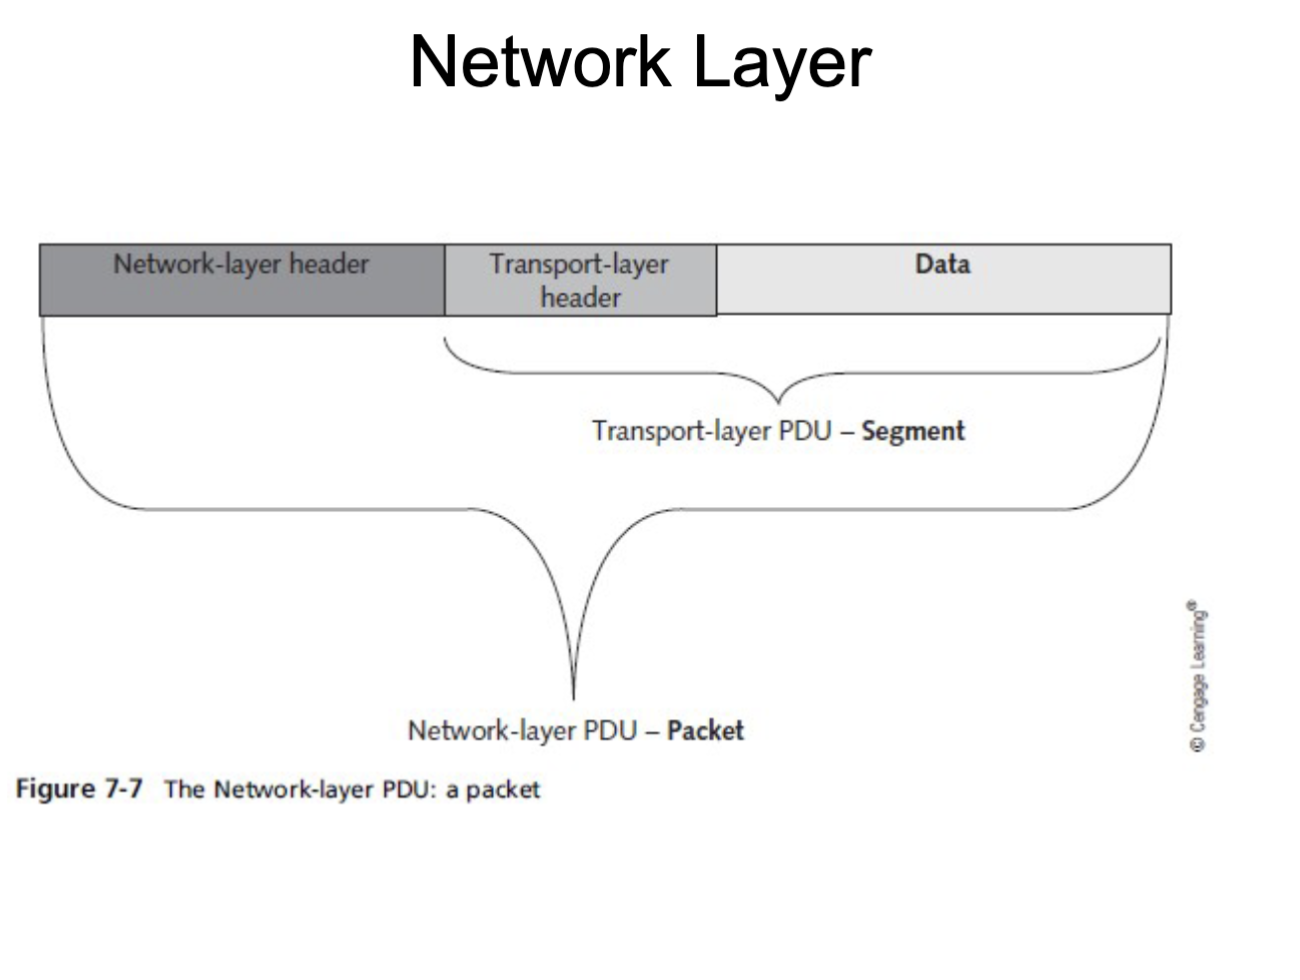 Network Layer
Network-layer header
Transport-layer
header
Data
Transport-layer PDU – Segment
Network-layer PDU – Packet
© Cengage Learning®
Figure 7-7 The Network-layer PDU: a packet